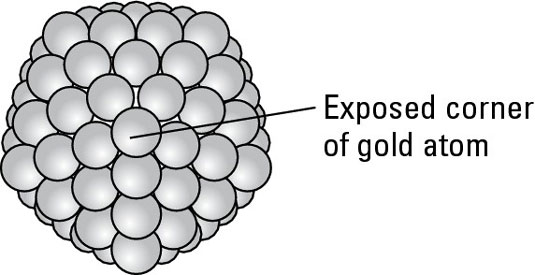 Exposed corner
of gold atom